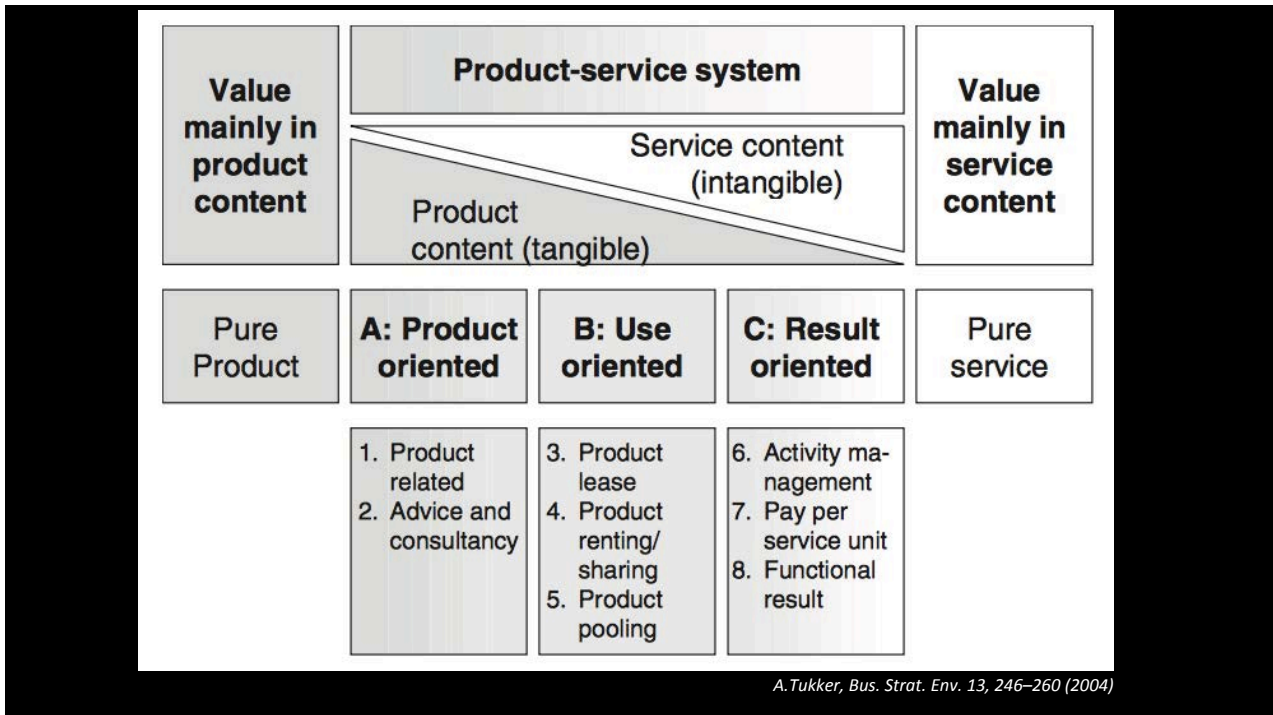 Value
mainly in
product
content
Product-service system
Service content
(intangible)
Product
content (tangible)
Value
mainly in
service
content
Pure
Product
A: Product
oriented
B: Use
oriented
C: Result
oriented
Pure
service
1. Product
related
2. Advice and
consultancy
3. Product
lease
4. Product
renting/
sharing
5. Product
pooling
6. Activity ma-
nagement
7. Pay per
service unit
8. Functional
result
A.Tukker, Bus. Strat. Env. 13, 246–260 (2004)